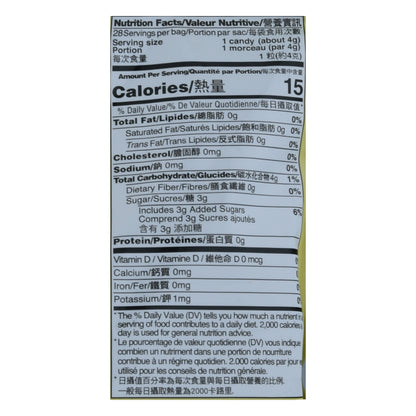 Nutrition Facts/Valeur Nutritive/營養資訊
28 Servings per bag/Portion par sac/每袋食用次數
Serving size 1 candy (about 4g)
Portion 1 morceau (par 4g)
每次食量 1 粒(約4克)
Amount Per Serving/Quantité par Portion/每次食量中含量
Calories/熱量 15
% Daily Value/% De Valeur Quotidienne/每日攝取值*
Total Fat/Lipides/總脂肪 0g 0%
Saturated Fat/Saturés Lipides/飽和脂肪 0g 0%
Trans Fat/Trans Lipides/反式脂肪 0g
Cholesterol/膽固醇 0mg 0%
Sodium/鈉 0mg 0%
Total Carbohydrate/Glucides/碳水化合物4g 1%
Dietary Fiber/Fibres/膳食纖維 0g 0%
Sugar/Sucres/糖 3g
Includes 3g Added Sugars 6%
Comprend 3g Sucres ajoutés
含有 3g 添加糖
Protein/Protéines/蛋白質 0g
Vitamin D / Vitamine D / 維他命 D 0 mcg 0%
Calcium/鈣質 0mg 0%
Iron/Fer/鐵質 0mg 0%
Potassium/鉀 1mg 0%
*The % Daily Value (DV) tells you how much a nutrient
serving of food contributes to a daily diet. 2,000 calories
day is used for general nutrition advice.
*Le pourcentage de valeur quotidienne (DV) vous indique
combien un nutriment dans une portion de nourriture
contribue à un régime quotidien. 2.000 calories par jour e
utilisé pour les conseils de nutrition générale.
*日攝值百分率為每次食量與每日攝取營養的比例.
一般每日攝取熱量為2000卡路里.